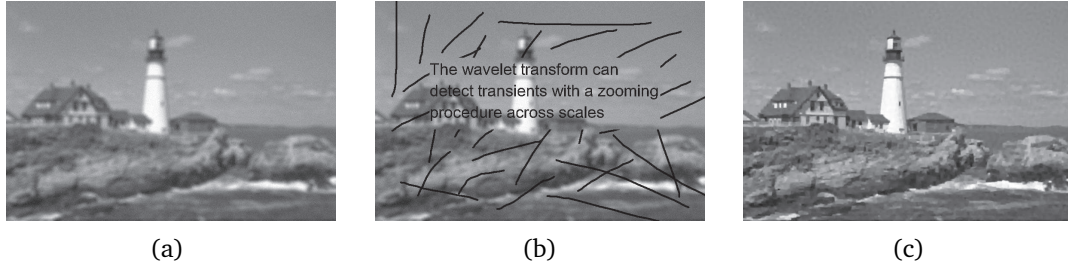 The wavelet transform can
detect transients with a zooming
procedure across scales
(a)
(b)
(c)